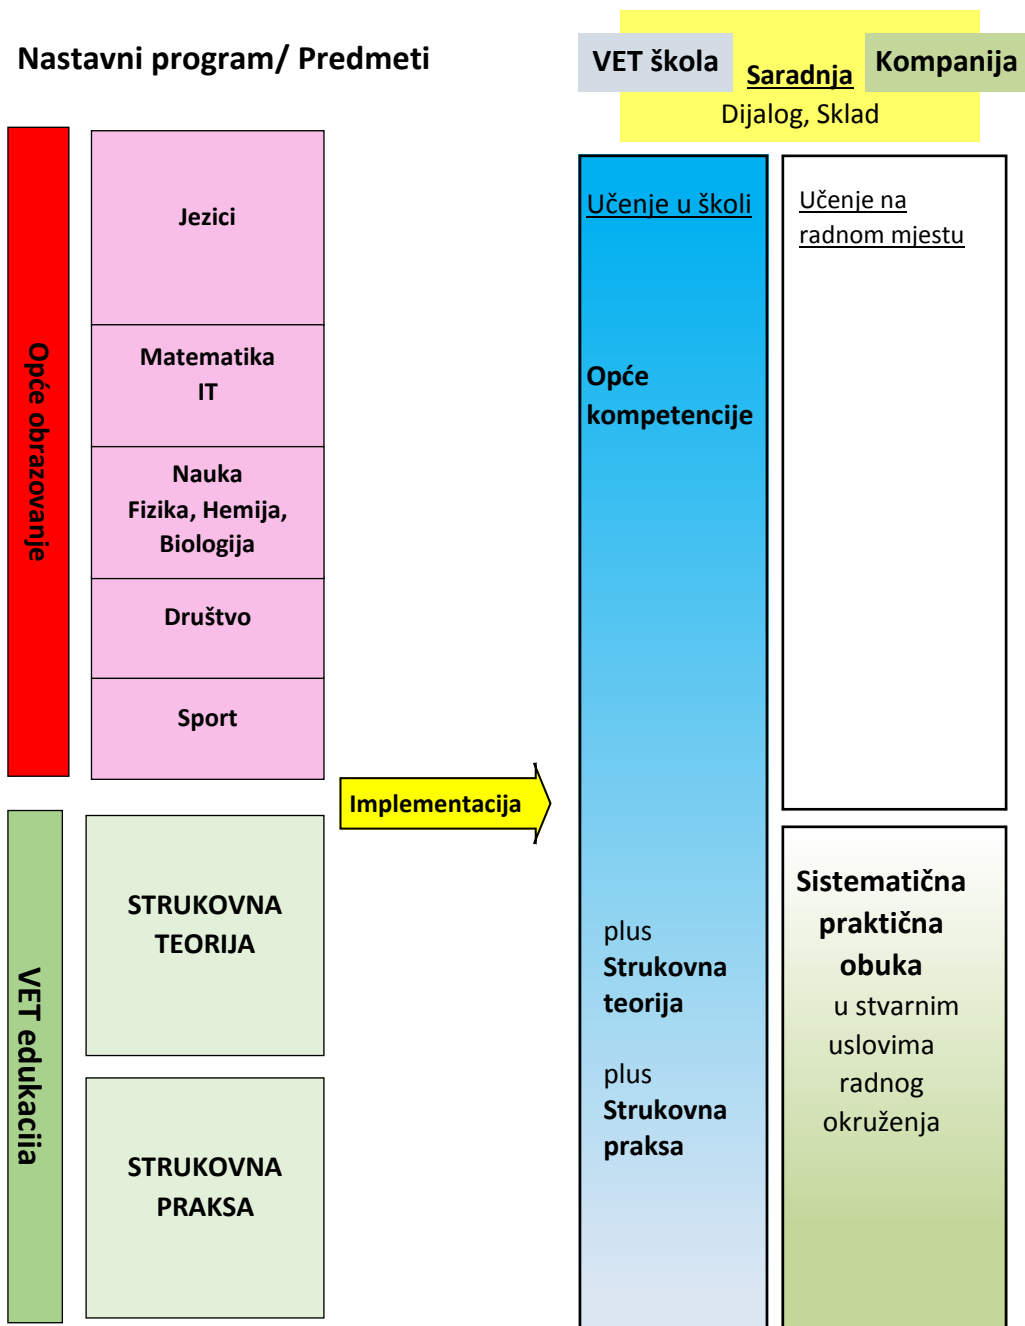 Nastavni program/ Predmeti
VET škola
Saradnja
Kompanija
Dijalog, Sklad
Opće obrazovanje
Jezici
Matematika
IT
Nauka
Fizika, Hemija,
Biologija
Društvo
Sport
VET edukacija
STRUKOVNA
TEORIJA
STRUKOVNA
PRAKSA
Implementacija
Učenje u školi
Opće
kompetencije
plus
Strukovna
teorija
plus
Strukovna
praksa
Učenje na
radnom mjestu
Sistematična
praktična
obuka
u stvarnim
uslovima
radnog
okruženja